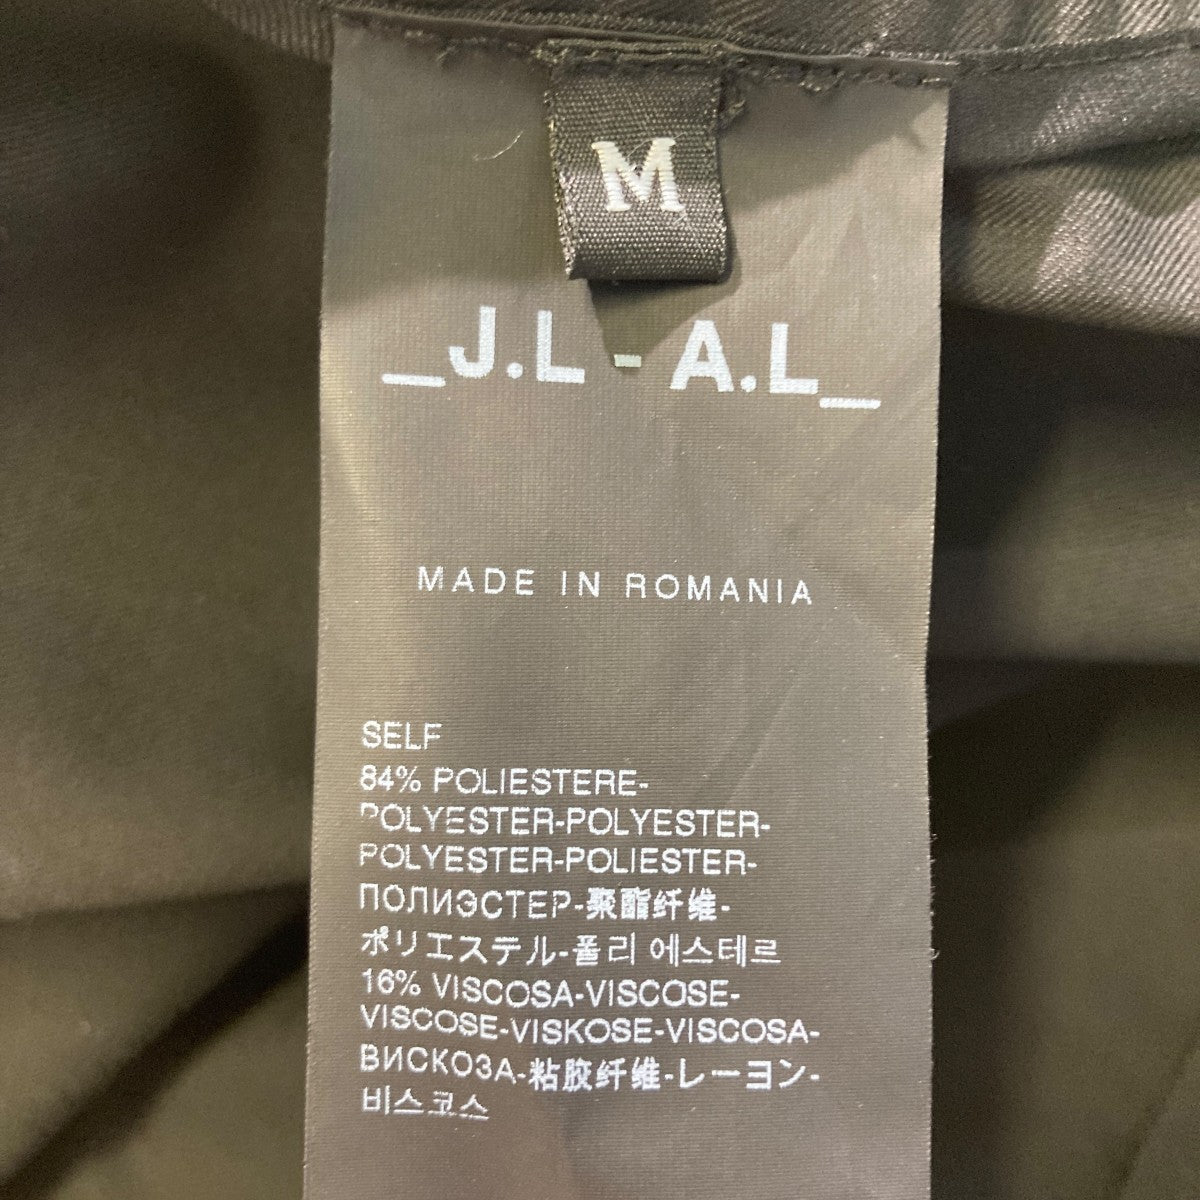 M
_J.L - A.L_
MADE IN ROMANIA
SELF
84% POLIESTERE-
POLYESTER-POLYESTER-
POLYESTER-POLIESTER-
ПОЛИЭСТЕР-聚酯纤维-
ポリエステル-폴리 에스테르
16% VISCOSA-VISCOSE-
VISCOSE-VISKOSE-VISCOSA-
ВИСКОЗА-粘胶纤维-レーヨン-
비스코스